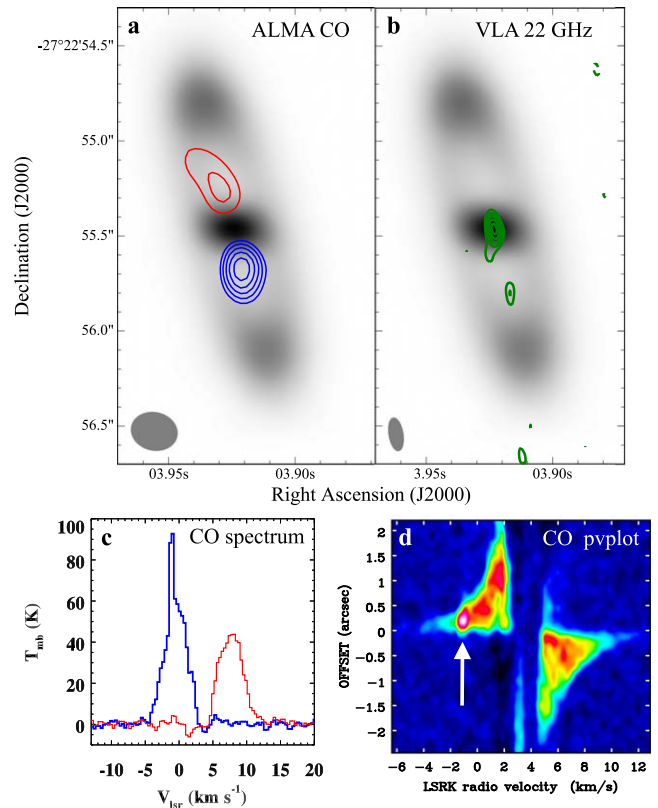 a ALMA CO
b VLA 22 GHz
-27°22'54.5"
55.0"
55.5"
56.0"
56.5"
Declination (J2000)
03.95s 03.90s 03.95s 03.90s
Right Ascension (J2000)
c CO spectrum
100
80
60
40
20
0
T_mb (K)
-10 -5 0 5 10 15 20
V_lsr (km s⁻¹)
d CO pvplot
2
1.5
1
0.5
0
-0.5
-1
-1.5
-2
OFFSET (arcsec)
-6 -4 -2 0 2 4 6 8 10 12
LSRK radio velocity (km/s)